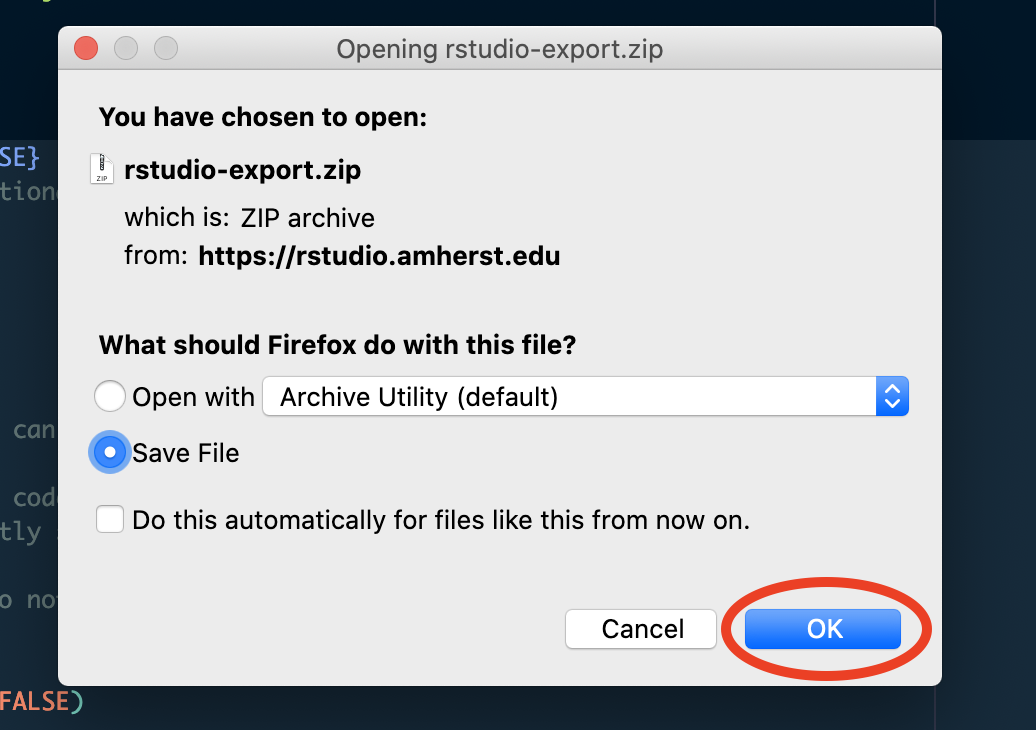 Opening rstudio-export.zip
You have chosen to open:
ZIP
rstudio-export.zip
which is: ZIP archive
from: https://rstudio.amherst.edu
What should Firefox do with this file?
Open with Archive Utility (default)
Save File
Do this automatically for files like this from now on.
Cancel OK
SE}
tion
can
code
tly
o no
FALSE)